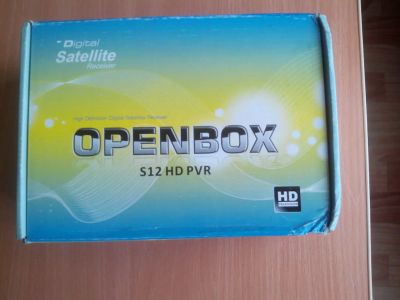 Digital
Satellite
Receiver
High Definition Digital Satellite Receiver
OPENBOX
S12 HD PVR
HD